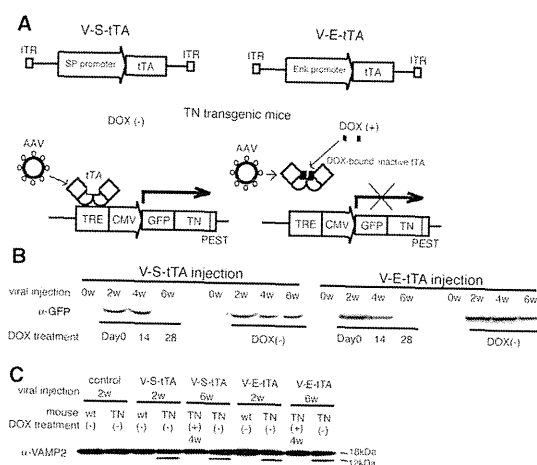 A
V-S-tTA
V-E-tTA
ITR
SP promoter
tTA
ITR
ITR
Enk promoter
tTA
ITR
DOX (-)
TN transgenic mice
DOX (+)
AAV
tTA
AAV
DOX-bound inactive tTA
TRE CMV GFP TN
PEST
TRE CMV GFP TN
PEST
B
V-S-tTA injection
V-E-tTA injection
viral injection 0w 2w 4w 6w 0w 2w 4w 6w 0w 2w 4w 6w 0w 2w 4w 6w
α-GFP
DOX treatment Day0 14 28 DOX(-) Day0 14 28 DOX(-)
C
control V-S-tTA V-S-tTA V-E-tTA V-E-tTA
viral injection 2w 2w 6w 2w 6w
mouse wt TN wt TN TN TN wt TN TN TN
DOX treatment (-) (-) (-) (-) (+) (-) (-) (-) (+) (-)
4w 4w
α-VAMP2
18kDa
12kDa